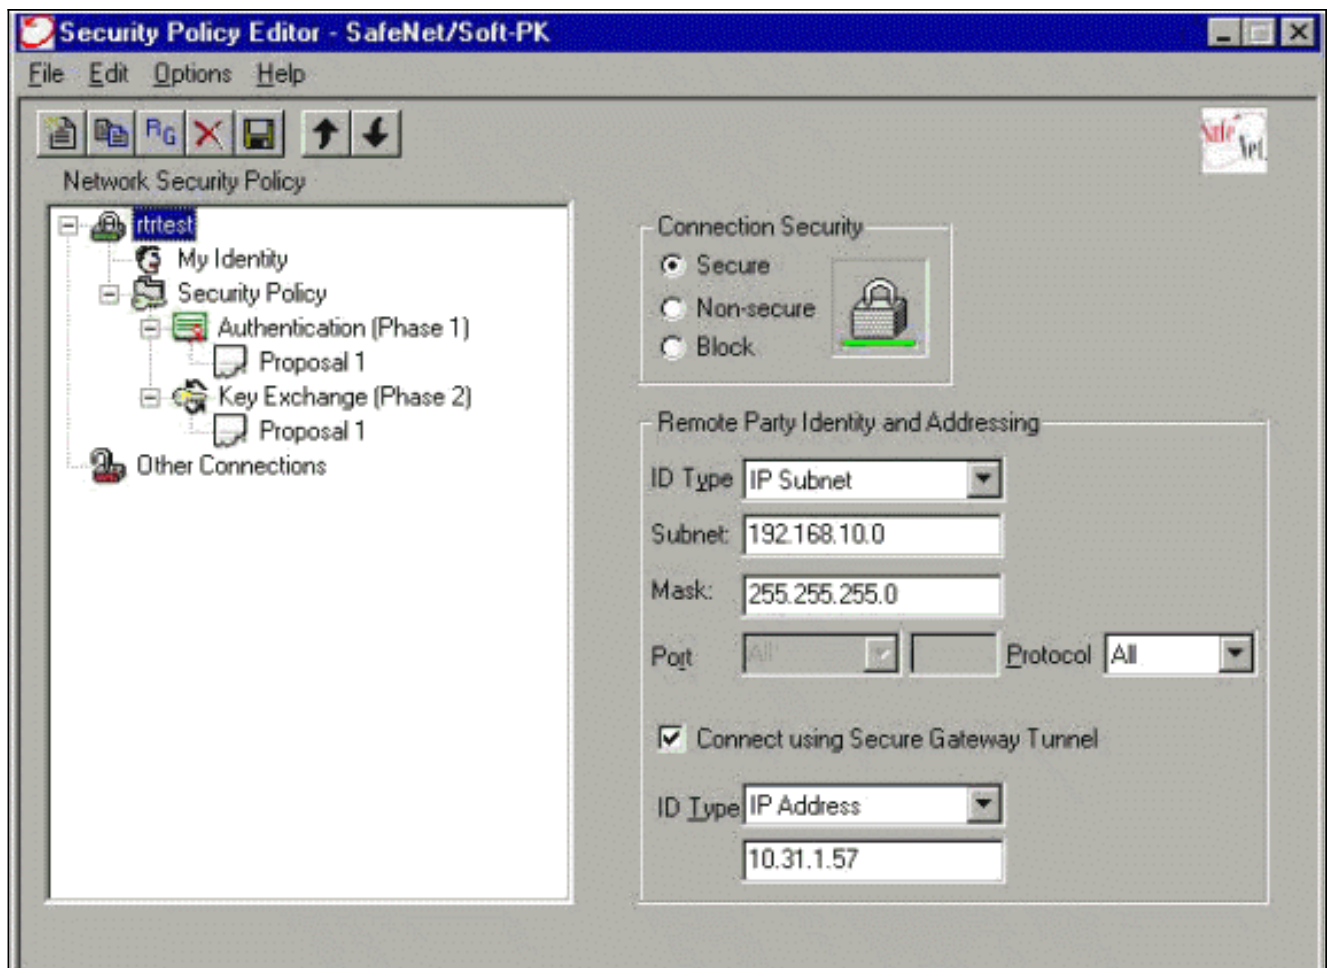 Security Policy Editor - SafeNet/Soft-PK
File Edit Options Help
RG
Safe
Net.
Network Security Policy
rtrtest
My Identity
Security Policy
Authentication (Phase 1)
Proposal 1
Key Exchange (Phase 2)
Proposal 1
Other Connections
Connection Security
Secure
Non-secure
Block
Remote Party Identity and Addressing
ID Type IP Subnet
Subnet: 192.168.10.0
Mask: 255.255.255.0
Port All Protocol All
Connect using Secure Gateway Tunnel
ID Type IP Address
10.31.1.57